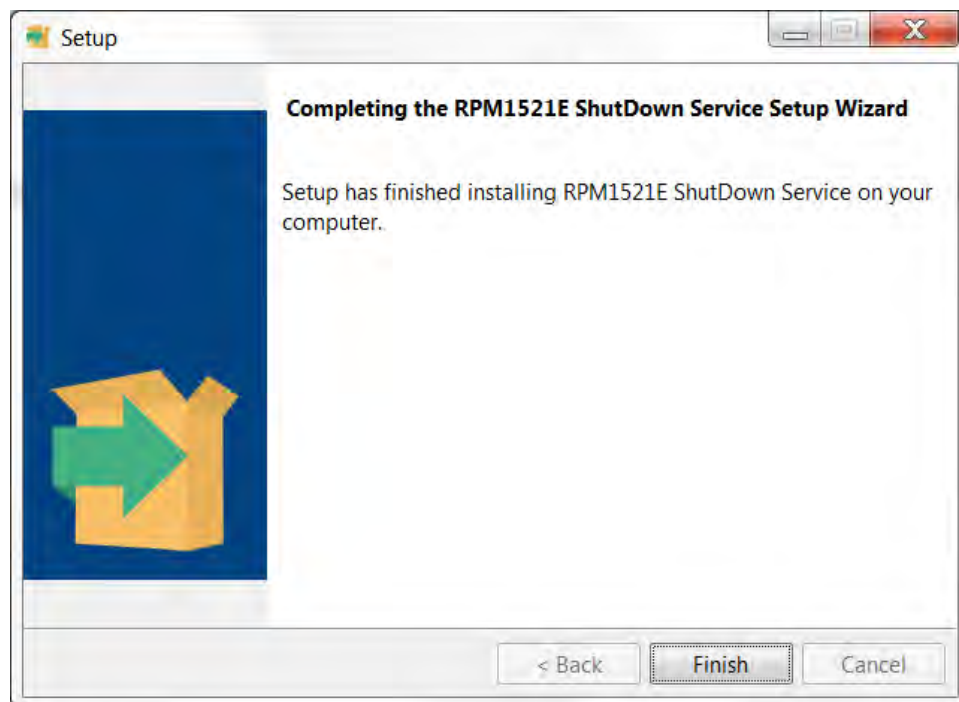 Setup
Completing the RPM1521E ShutDown Service Setup Wizard
Setup has finished installing RPM1521E ShutDown Service on your
computer.
< Back
Finish
Cancel